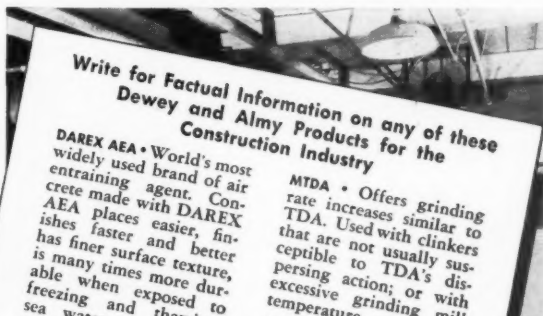 Write for Factual Information on any of these
Dewey and Almy Products for the
Construction Industry
DAREX AEA • World's most
widely used brand of air
entraining agent. Con-
crete made with DAREX
AEA places easier, fin-
ishes faster and better
has finer surface texture,
is many times more dur-
able when exposed to
freezing and
sea
MTDA • Offers grinding
rate increases similar to
TDA. Used with clinkers
that are not usually sus-
ceptible to TDA's dis-
persing action; or with
excessive grinding mill
temperature